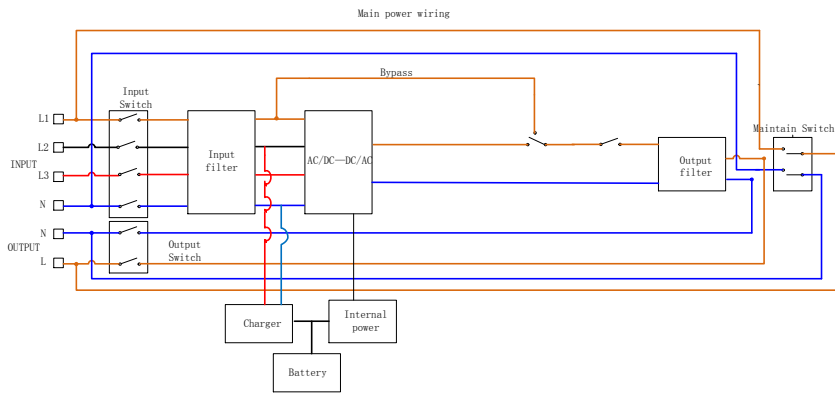 Main power wiring
Bypass
Input
Switch
L1
L2
INPUT
L3
N
N
OUTPUT
L
Input
filter
AC/DC—DC/AC
Output
filter
Maintain Switch
Output
Switch
Charger
Internal
power
Battery